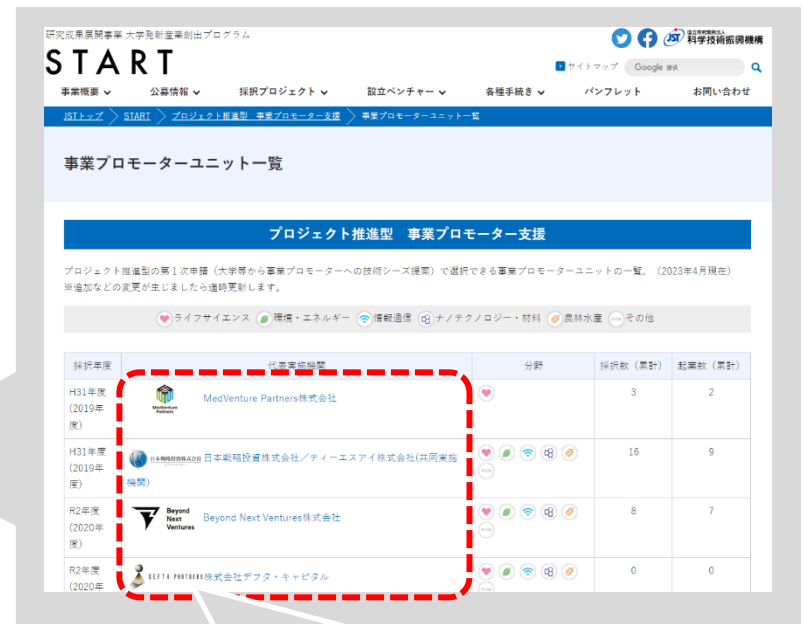 研究成果展開事業 大学発新産業創出プログラム
START
JST 国立研究開発法人 科学技術振興機構
サイトマップ Google 提供
事業概要 公募情報 採択プロジェクト 設立ベンチャー 各種手続き パンフレット お問い合わせ
JSTトップ START プロジェクト推進型 事業プロモーター支援 事業プロモーターユニット一覧
事業プロモーターユニット一覧
プロジェクト推進型 事業プロモーター支援
プロジェクト推進型の第1次申請（大学等から事業プロモーターへの技術シーズ提案）で選択できる事業プロモーターユニットの一覧。（2023年4月現在）
※追加などの変更が生じましたら適時更新します。
ライフサイエンス 環境・エネルギー 情報通信 ナノテクノロジー・材料 農林水産 その他
採択年度 代表実施機関 分野 採択数（累計） 起業数（累計）
H31年度（2019年度） MedVenture Partners MedVenture Partners株式会社 3 2
H31年度（2019年度） 日本戦略投資株式会社 日本戦略投資株式会社／ティーエスアイ株式会社(共同実施機関) 16 9
R2年度（2020年度） Beyond Next Ventures Beyond Next Ventures株式会社 8 7
R2年度（2020年 DEFTA PARTNERS 株式会社デフタ・キャピタル 0 0